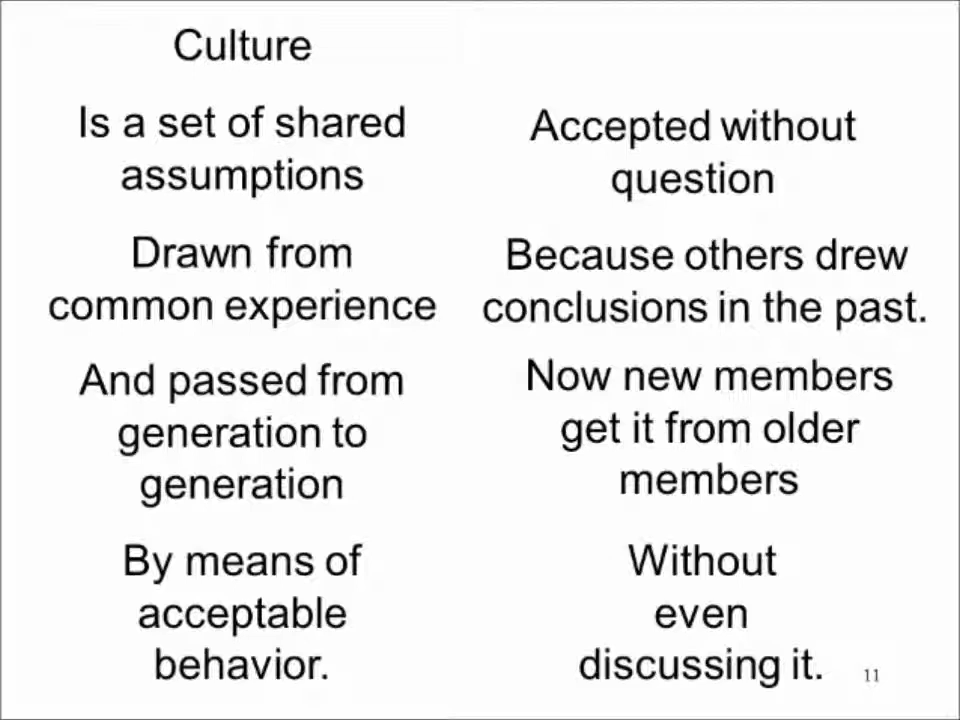 Culture
Is a set of shared
assumptions
Accepted without
question
Drawn from
common experience
Because others drew
conclusions in the past.
And passed from
generation to
generation
Now new members
get it from older
members
By means of
acceptable
behavior.
Without
even
discussing it.
11